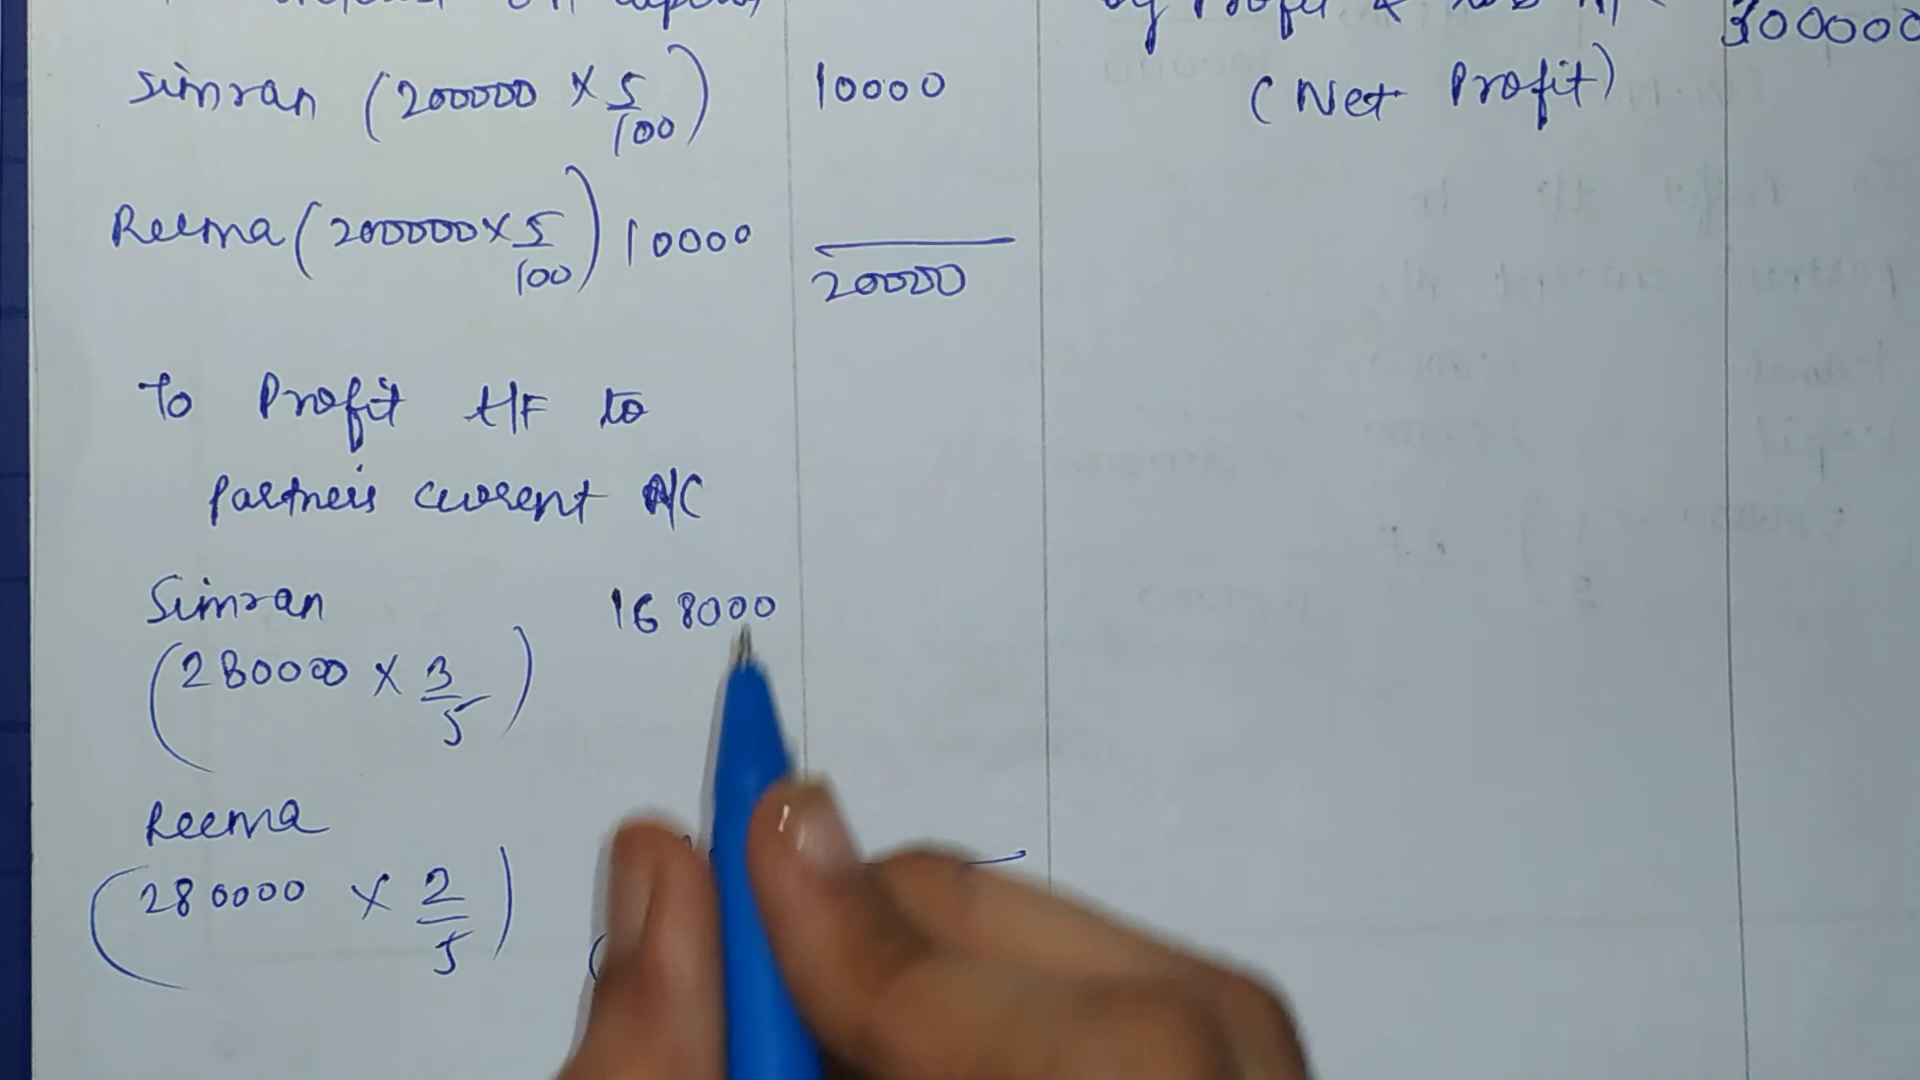 Simran (200000 × 5/100) 10000
Reema (200000 × 5/100) 10000
20000
To Profit t/F to
Partner's current A/C
Simran 168000
(280000 × 3/5)
Reema
(280000 × 2/5)
300000
(Net Profit)